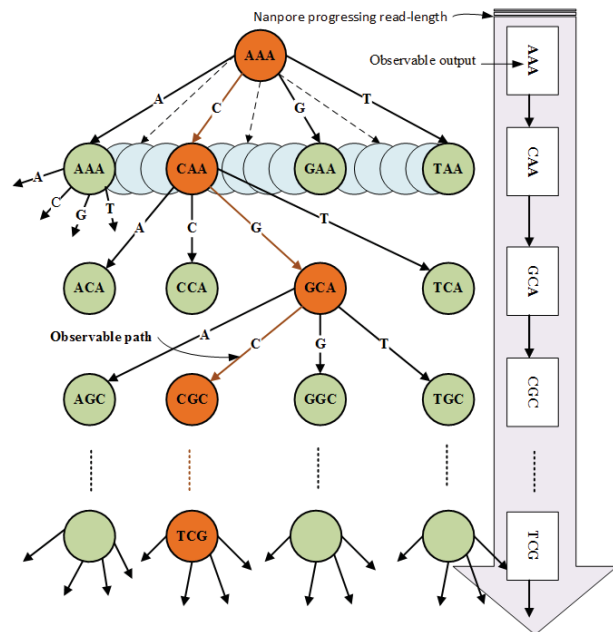 Nanpore progressing read-length
Observable output
AAA
A
C
G
T
AAA
CAA
GAA
TAA
AAA
CAA
A
C
G
T
A
C
G
T
ACA
CCA
GCA
TCA
GCA
Observable path
A
C
G
T
AGC
CGC
GGC
TGC
CGC
TCG
TCG